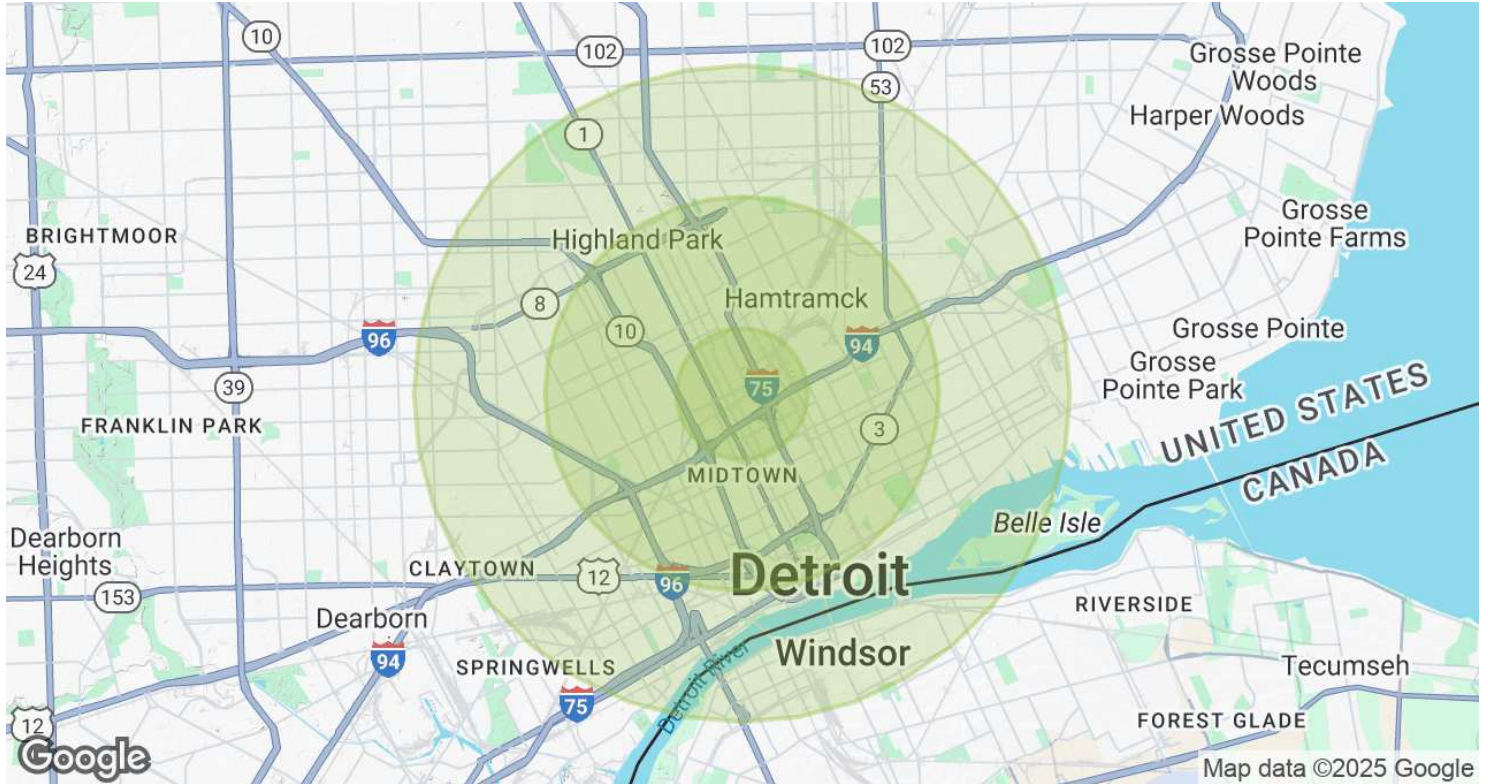 10
102
102
Grosse Pointe
Woods
53
Harper Woods
1
Grosse
Pointe Farms
BRIGHTMOOR
Highland Park
24
Hamtramck
8
10
96
94
Grosse Pointe
Grosse
Pointe Park
39
75
UNITED STATES
FRANKLIN PARK
3
MIDTOWN
CANADA
Belle Isle
Dearborn
Heights
CLAYTOWN
12
96
Detroit
153
RIVERSIDE
Dearborn
94
SPRINGWELLS
Windsor
Detroit River
Tecumseh
75
12
FOREST GLADE
Google
Map data ©2025 Google